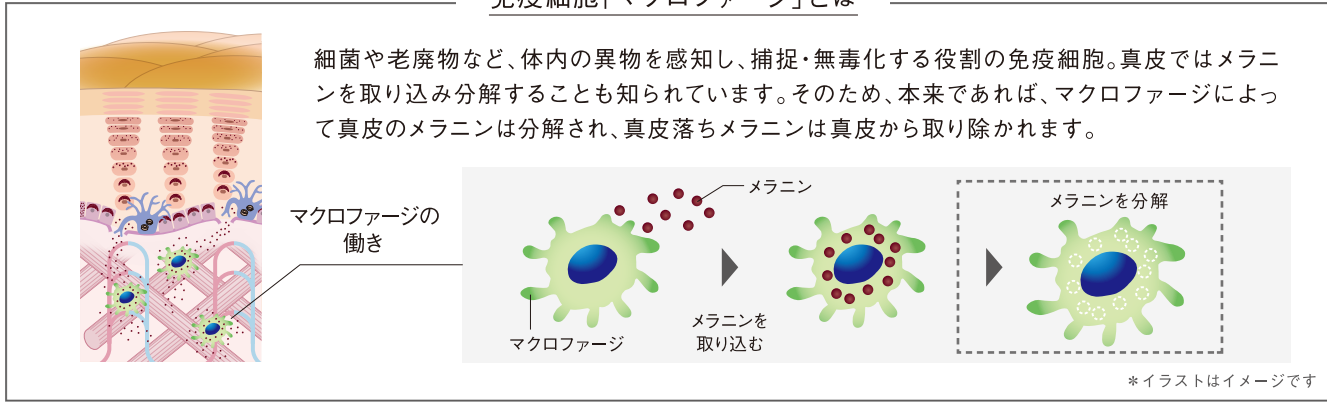 免疫細胞「マクロファージ」とは
細菌や老廃物など、体内の異物を感知し、捕捉・無毒化する役割の免疫細胞。真皮ではメラニ
ンを取り込み分解することも知られています。そのため、本来であれば、マクロファージによっ
て真皮のメラニンは分解され、真皮落ちメラニンは真皮から取り除かれます。
マクロファージの
働き
メラニン
マクロファージ
メラニンを
取り込む
メラニンを分解
＊イラストはイメージです